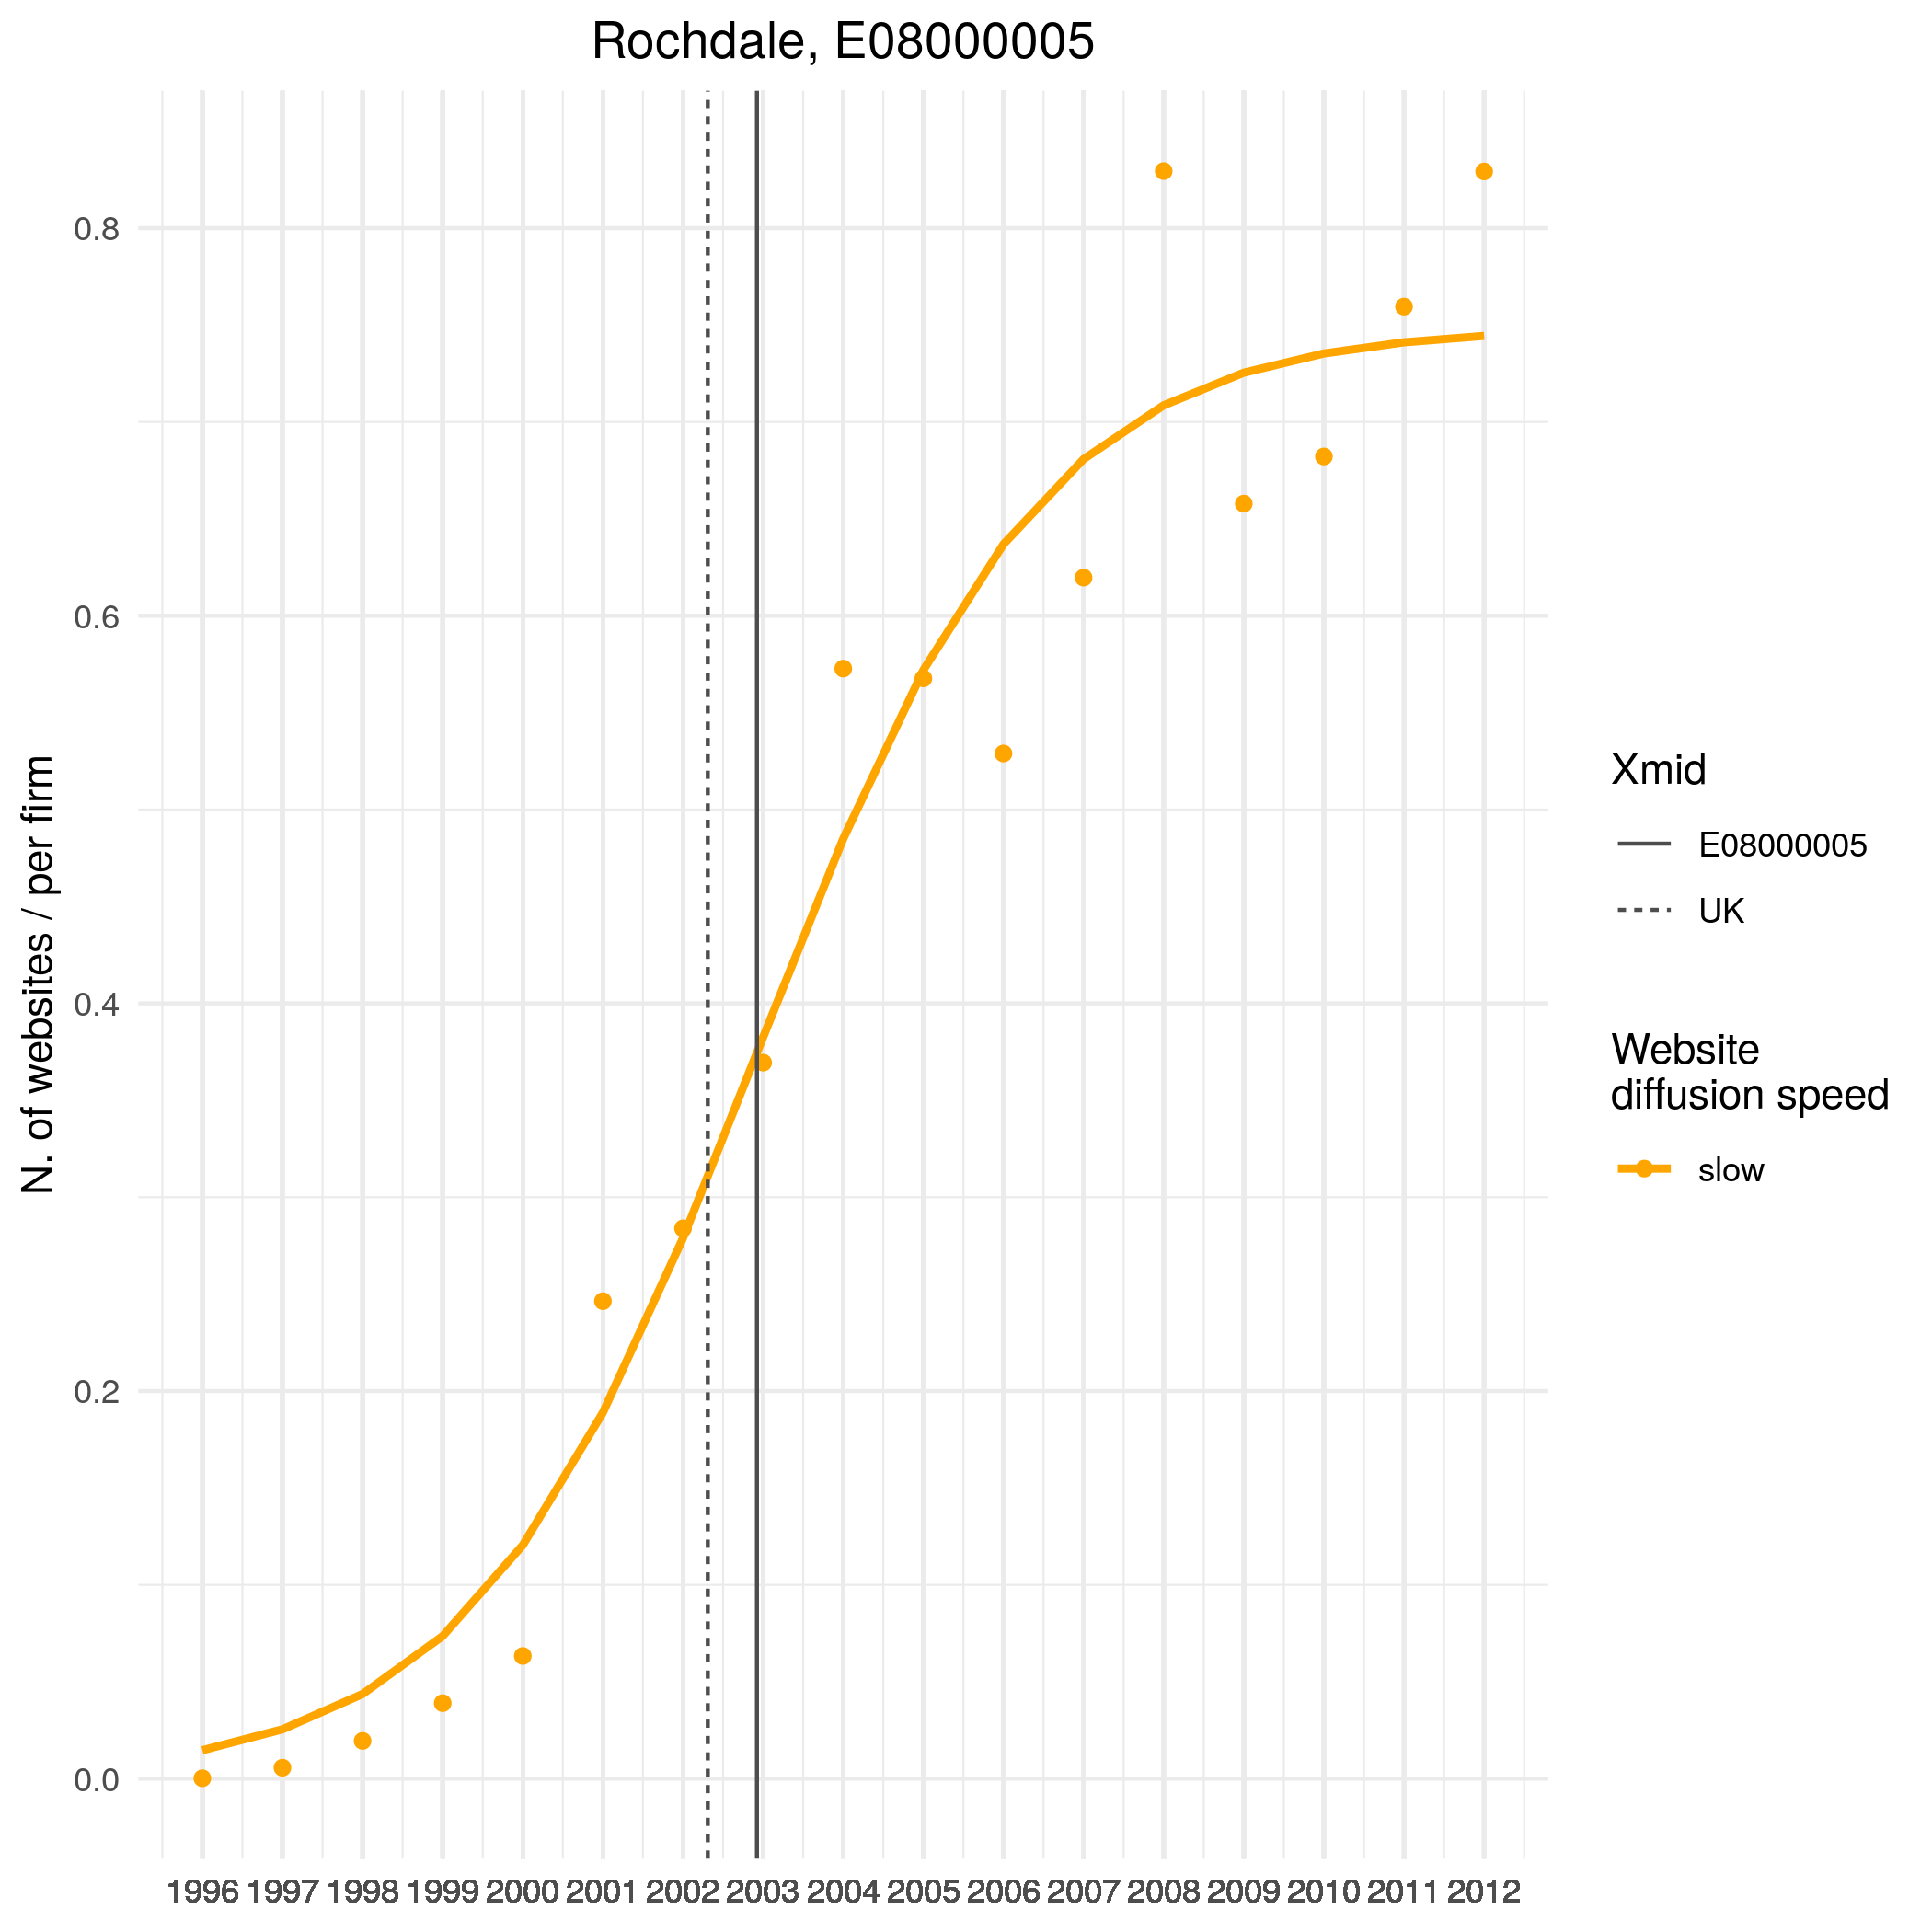 Rochdale, E08000005
N. of websites / per firm
0.8
0.6
0.4
0.2
0.0
1996 1997 1998 1999 2000 2001 2002 2003 2004 2005 2006 2007 2008 2009 2010 2011 2012
Xmid
E08000005
UK
Website
diffusion speed
slow